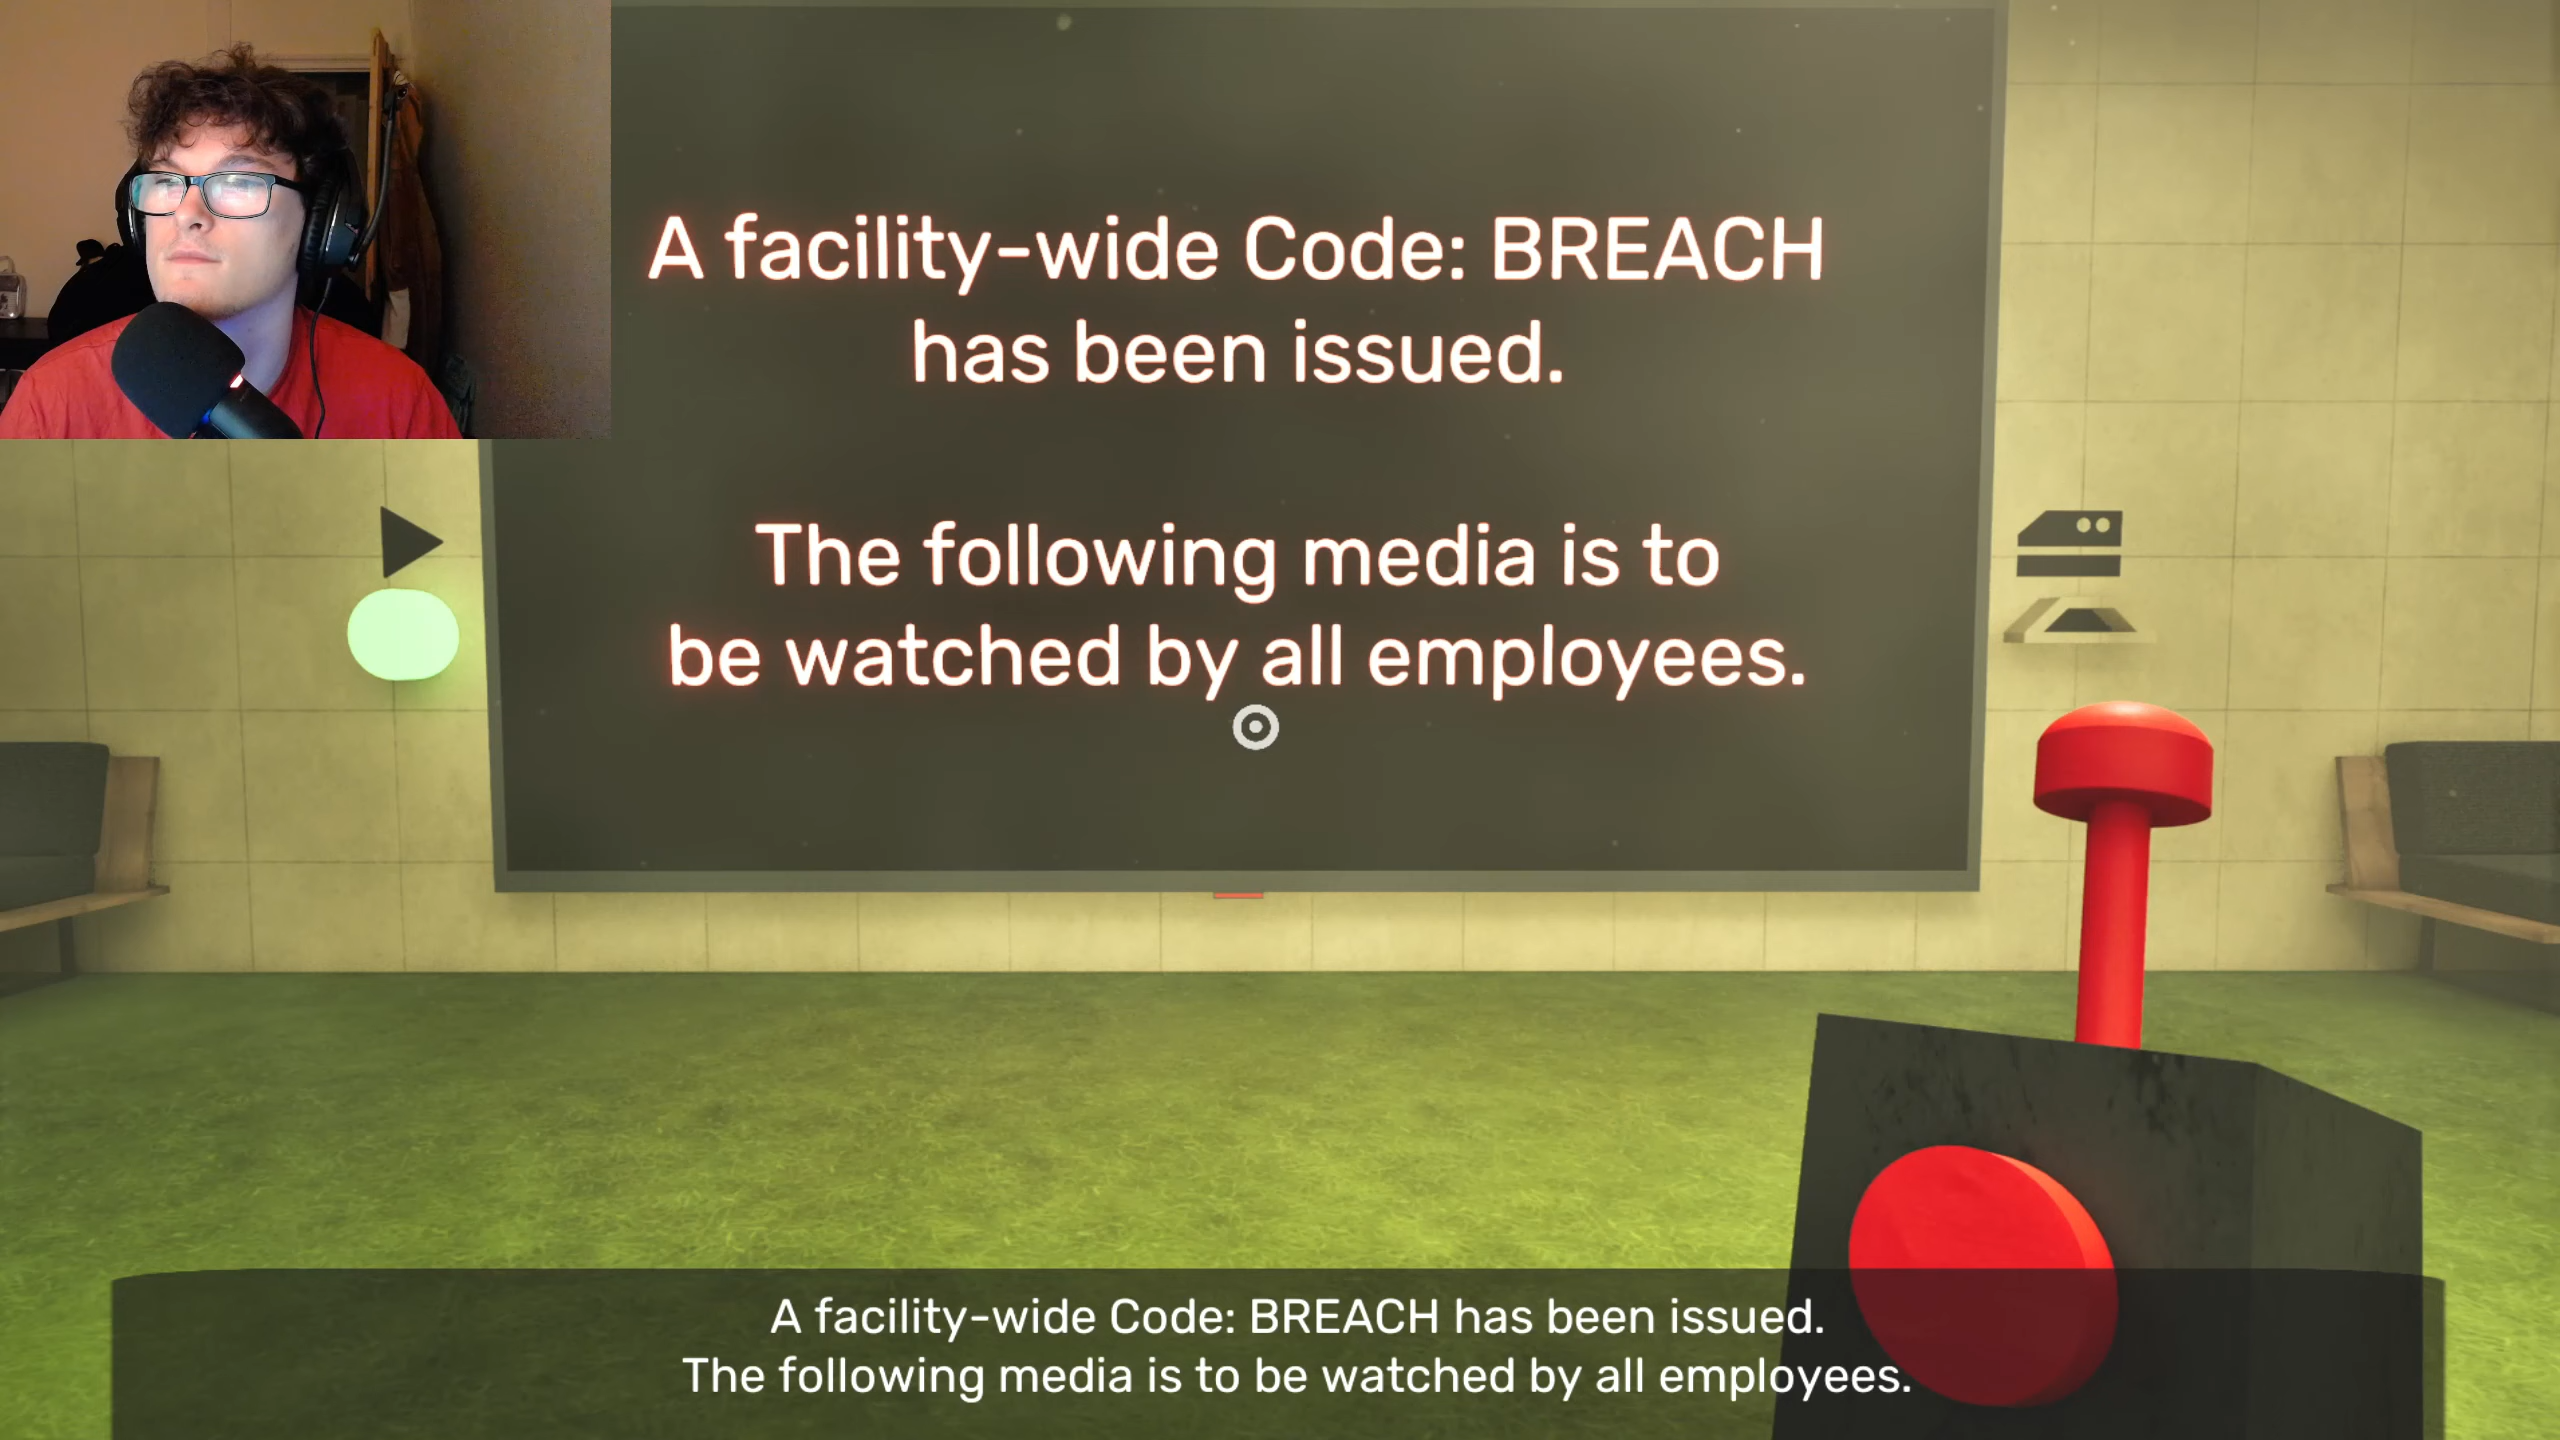 A facility-wide Code: BREACH
has been issued.
The following media is to
be watched by all employees.
A facility-wide Code: BREACH has been issued.
The following media is to be watched by all employees.